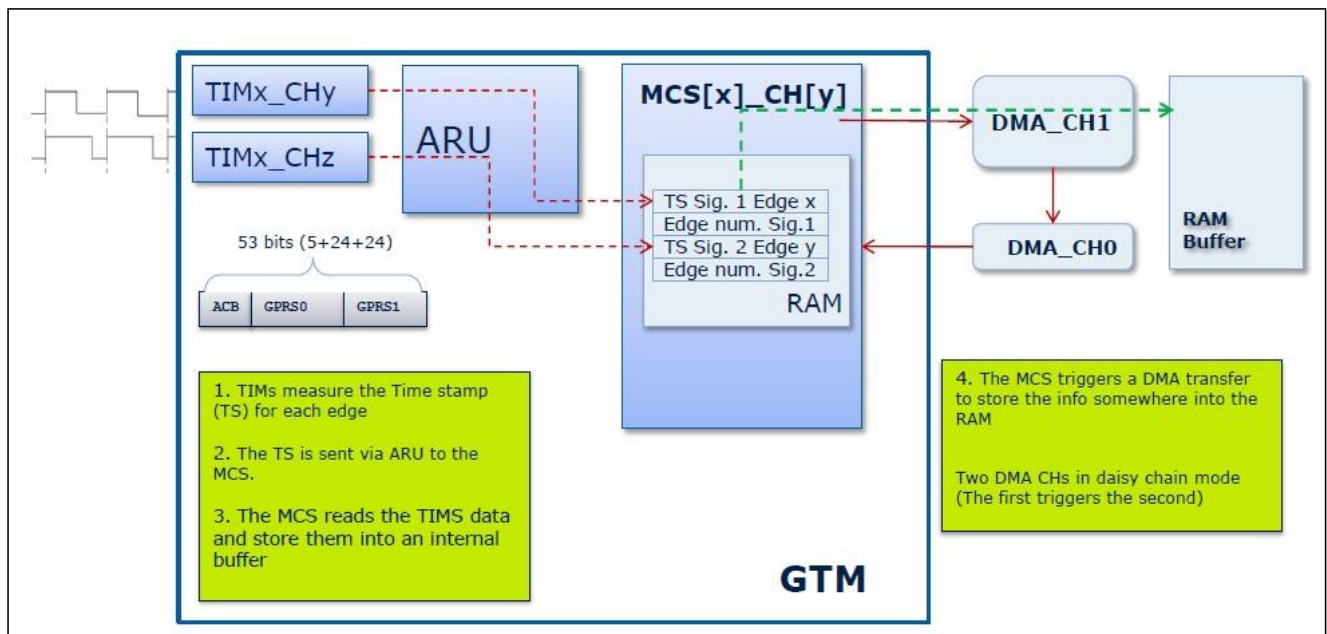 TIMx_CHy
TIMx_CHz
ARU
MCS[x]_CH[y]
TS Sig. 1 Edge x
Edge num. Sig.1
TS Sig. 2 Edge y
Edge num. Sig.2
RAM
DMA_CH1
DMA_CH0
RAM
Buffer
53 bits (5+24+24)
ACB GPRS0 GPRS1
1. TIMs measure the Time stamp
(TS) for each edge
2. The TS is sent via ARU to the
MCS.
3. The MCS reads the TIMS data
and store them into an internal
buffer
4. The MCS triggers a DMA transfer
to store the info somewhere into the
RAM
Two DMA CHs in daisy chain mode
(The first triggers the second)
GTM